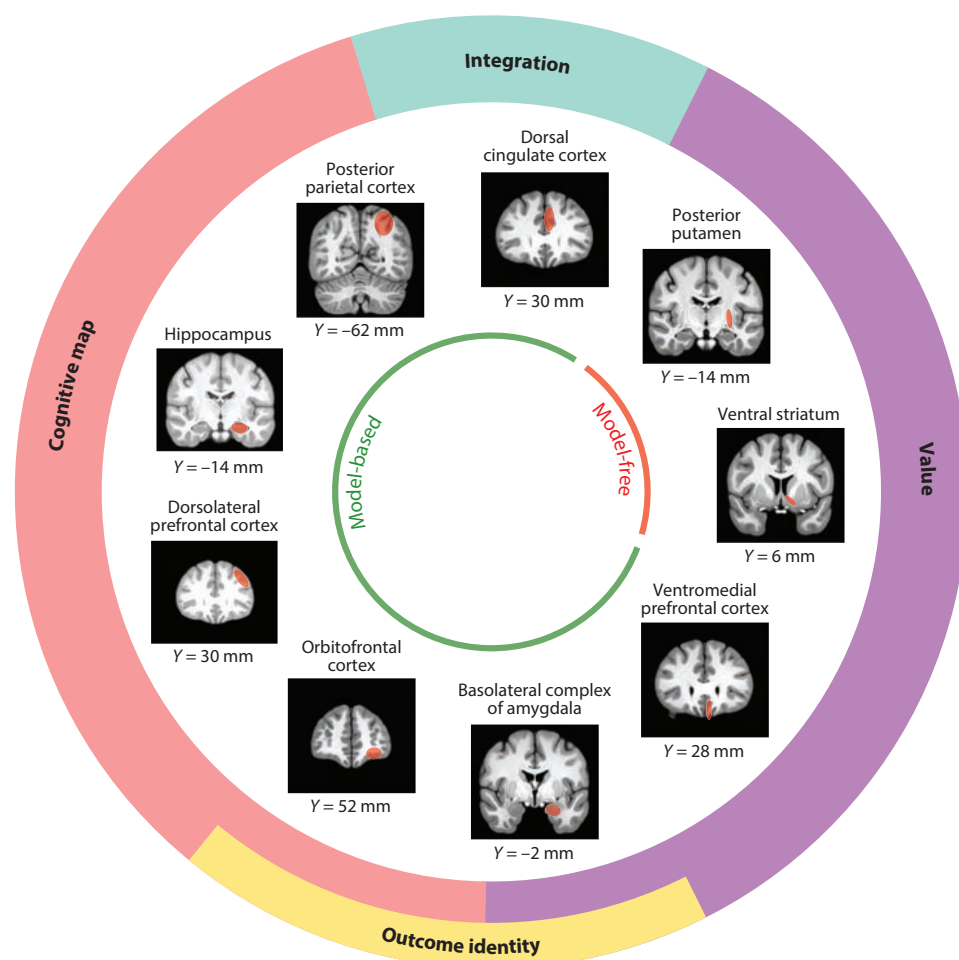 Integration
Dorsal
cingulate cortex
Y = 30 mm
Posterior
putamen
Y = –14 mm
Value
Ventral striatum
Y = 6 mm
Ventromedial
prefrontal cortex
Y = 28 mm
Basolateral complex
of amygdala
Y = –2 mm
Outcome identity
Orbitofrontal
cortex
Y = 52 mm
Dorsolateral
prefrontal cortex
Y = 30 mm
Cognitive map
Hippocampus
Y = –14 mm
Posterior
parietal cortex
Y = –62 mm
Model-based
Model-free